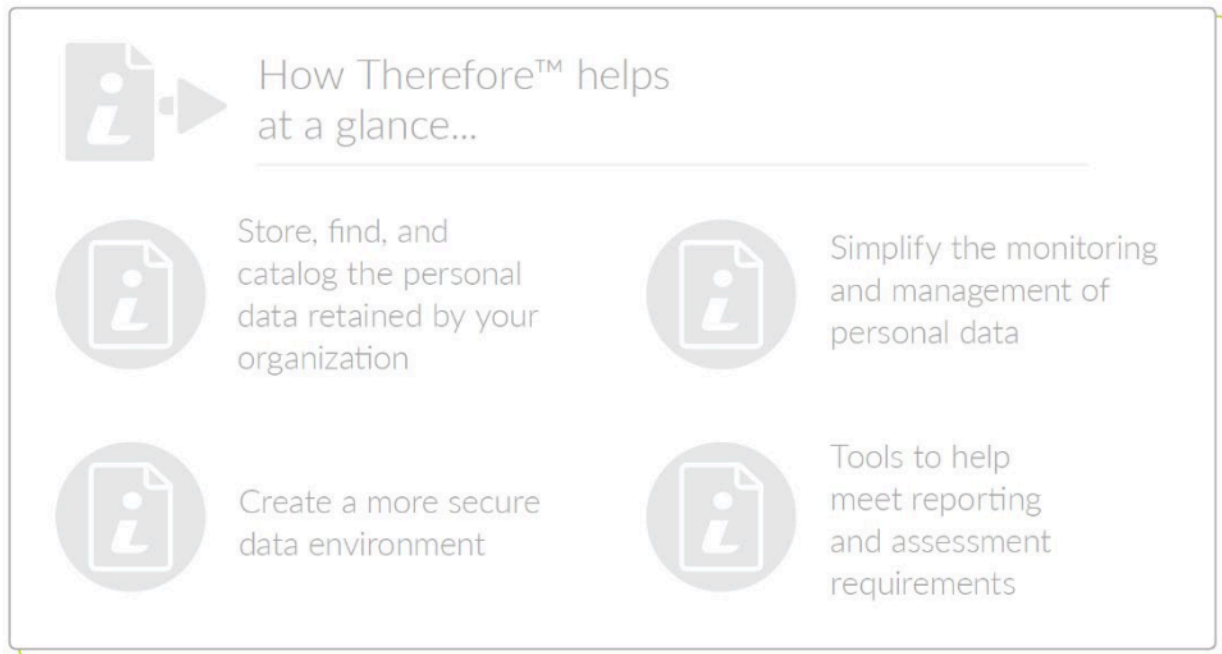 How Therefore™ helps
at a glance...
Store, find, and
catalog the personal
data retained by your
organization
Simplify the monitoring
and management of
personal data
Create a more secure
data environment
Tools to help
meet reporting
and assessment
requirements